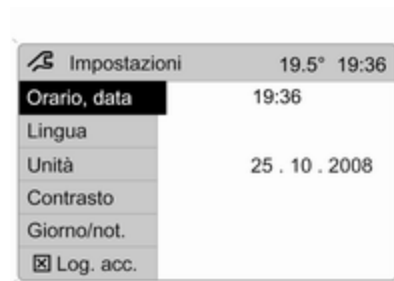 Impostazioni 19.5° 19:36
Orario, data 19:36
Lingua
Unità 25 . 10 . 2008
Contrasto
Giorno/not.
Log. acc.